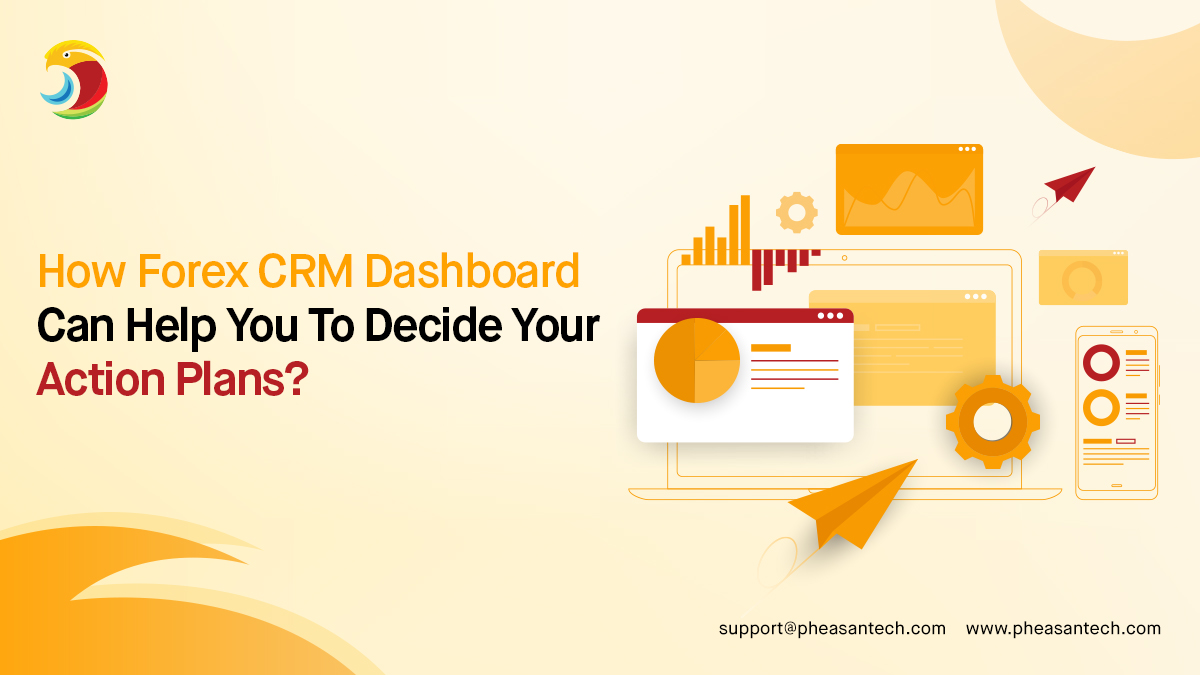 How Forex CRM Dashboard
Can Help You To Decide Your
Action Plans?
support@pheasantech.com www.pheasantech.com